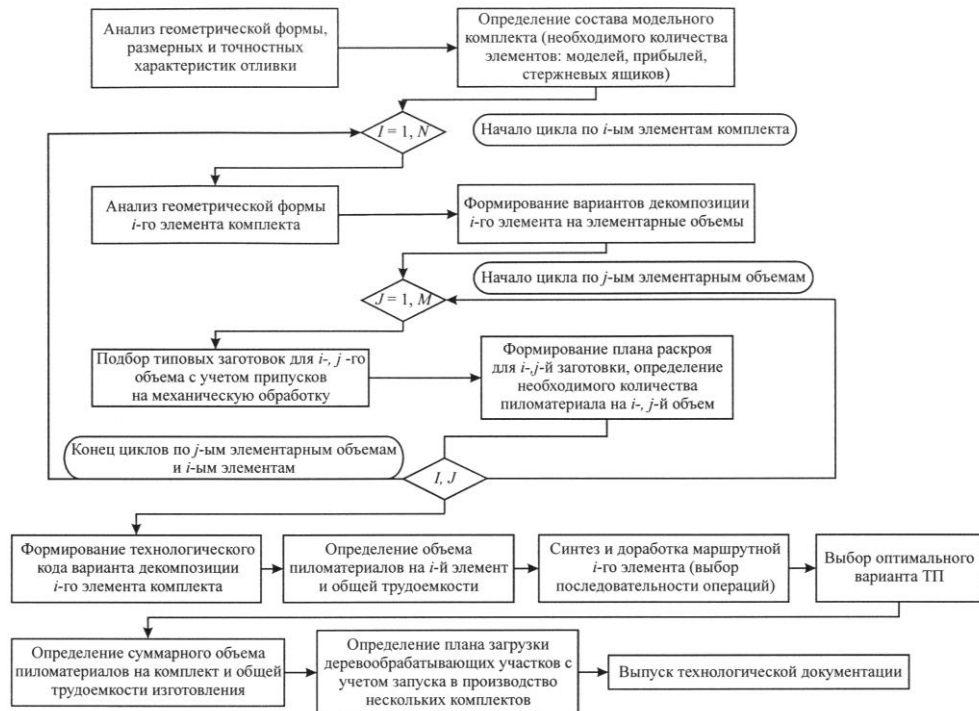 Анализ геометрической формы,
размерных и точностных
характеристик отливки
Определение состава модельного
комплекта (необходимого количества
элементов: моделей, прибылей,
стержневых ящиков)
I = 1, N
Начало цикла по i-ым элементам комплекта
Анализ геометрической формы
i-го элемента комплекта
Формирование вариантов декомпозиции
i-го элемента на элементарные объемы
Начало цикла по j-ым элементарным объемам
J = 1, M
Подбор типовых заготовок для i-, j -го
объема с учетом припусков
на механическую обработку
Формирование плана раскроя
для i-,j-й заготовки, определение
необходимого количества
пиломатериала на i-, j-й объем
Конец циклов по j-ым элементарным объемам
и i-ым элементам
I, J
Формирование технологического
кода варианта декомпозиции
i-го элемента комплекта
Определение объема
пиломатериалов на i-й элемент
и общей трудоемкости
Синтез и доработка маршрутной
i-го элемента (выбор
последовательности операций)
Выбор оптимального
варианта ТП
Определение суммарного объема
пиломатериалов на комплект и общей
трудоемкости изготовления
Определение плана загрузки
деревообрабатывающих участков с
учетом запуска в производство
нескольких комплектов
Выпуск технологической документации